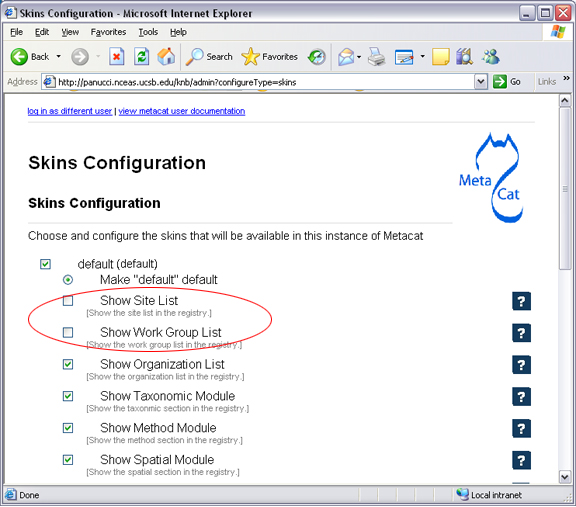 Skins Configuration - Microsoft Internet Explorer
File Edit View Favorites Tools Help
Back Search Favorites
Address http://panucci.nceas.ucsb.edu/knb/admin?configureType=skins Go Links »
log in as different user | view metacat user documentation
Skins Configuration
Meta Cat
Skins Configuration
Choose and configure the skins that will be available in this instance of Metacat
default (default)
Make "default" default
Show Site List ?
[Show the site list in the registry.]
Show Work Group List ?
[Show the work group list in the registry.]
Show Organization List ?
[Show the organization list in the registry.]
Show Taxonomic Module ?
[Show the taxonmic section in the registry.]
Show Method Module ?
[Show the method section in the registry.]
Show Spatial Module ?
[Show the spatial section in the registry.]
Done Local intranet